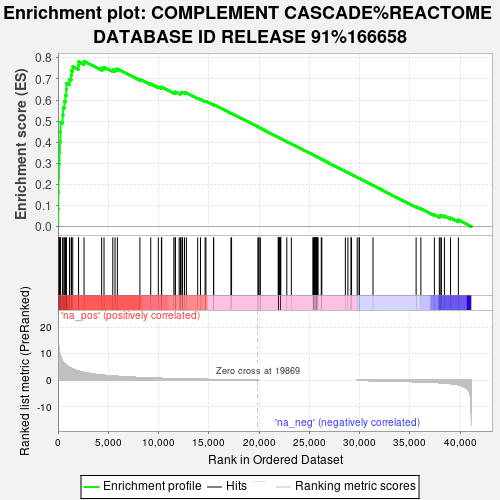 Enrichment plot: COMPLEMENT CASCADE%REACTOME
DATABASE ID RELEASE 91%166658
Enrichment score (ES)
0.8
0.7
0.6
0.5
0.4
0.3
0.2
0.1
0.0
'na_pos' (positively correlated)
Ranked list metric (PreRanked)
20
10
0
-10
Zero cross at 19869
'na_neg' (negatively correlated)
0 5,000 10,000 15,000 20,000 25,000 30,000 35,000 40,000
Rank in Ordered Dataset
Enrichment profile Hits Ranking metric scores